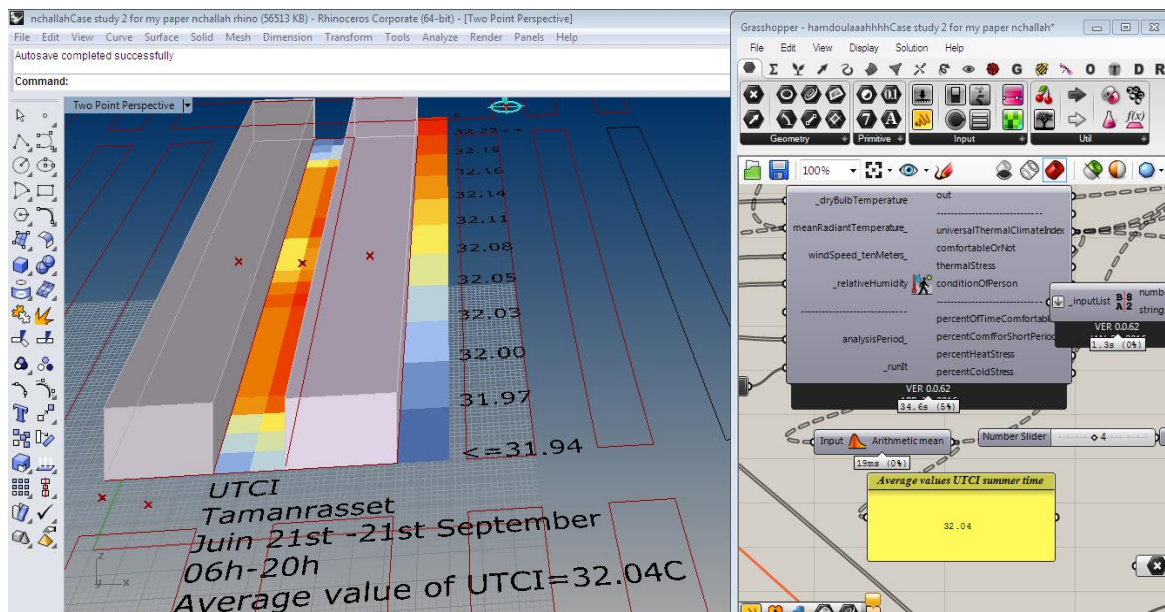 nchallahCase study 2 for my paper nchallah rhino (56513 KB) - Rhinoceros Corporate (64-bit) - [Two Point Perspective]
File Edit View Curve Surface Solid Mesh Dimension Transform Tools Analyze Render Panels Help
Autosave completed successfully
Command:
Two Point Perspective
32.22<=
32.19
32.16
32.14
32.11
32.08
32.05
32.03
32.00
31.97
<=31.94
UTCI
Tamanrasset
Juin 21st -21st September
06h-20h
Average value of UTCI=32.04C
z
y
x
Grasshopper - hamdoulaaahhhhCase study 2 for my paper nchallah*
File Edit View Display Solution Help
G O D R
Geometry Primitive Input Util
100%
_dryBulbTemperature
meanRadiantTemperature_
windSpeed_tenMeters_
_relativeHumidity
analysisPeriod_
_runIt
out
universalThermalClimateIndex
comfortableOrNot
thermalStress
conditionOfPerson
percentOfTimeComfortable
percentComfForShortPeriod
percentHeatStress
percentColdStress
VER 0.0.62
34.6s (5%)
_inputList
numb
string
VER 0.0.62
1.3s (0%)
Input Arithmetic mean
19ms (0%)
Number Slider 4
Average values UTCI summer time
32.04